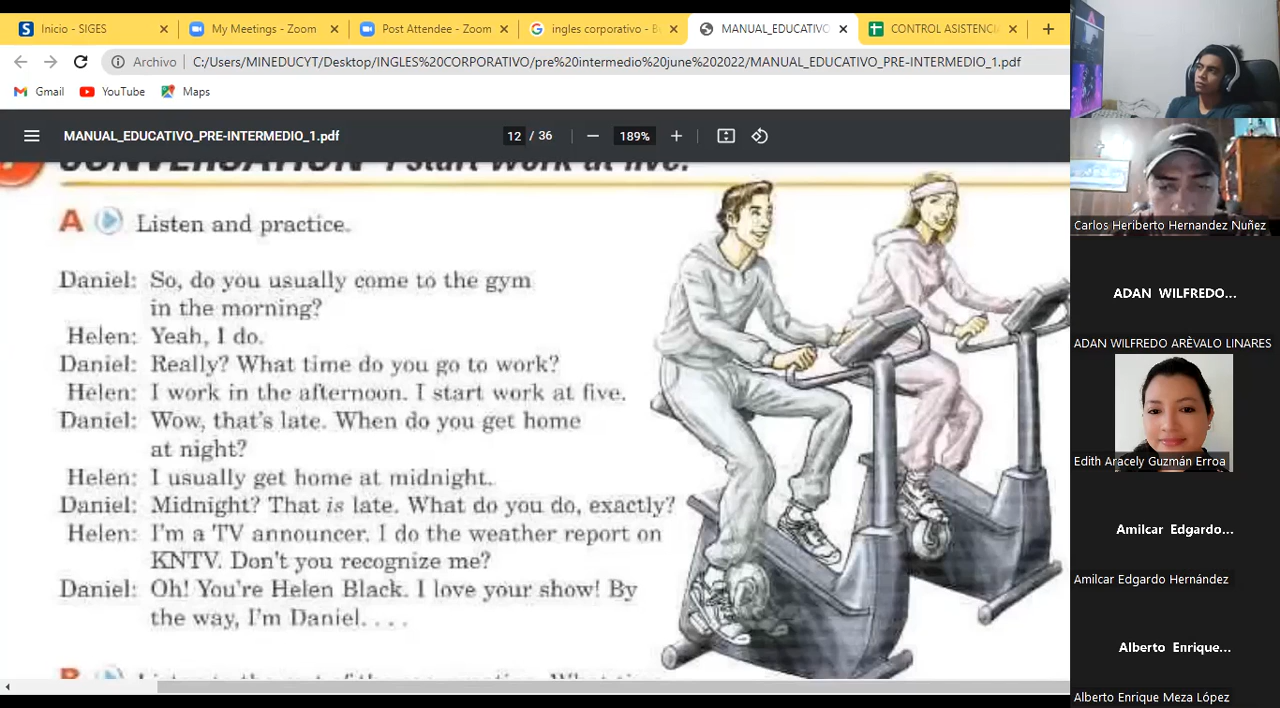 Inicio - SIGES
My Meetings - Zoom
Post Attendee - Zoom
ingles corporativo - B
MANUAL_EDUCATIVO
CONTROL ASISTENCI
Archivo
C:/Users/MINEDUCYT/Desktop/INGLES%20CORPORATIVO/pre%20intermedio%20june%202022/MANUAL_EDUCATIVO_PRE-INTERMEDIO_1.pdf
Gmail
YouTube
Maps
MANUAL_EDUCATIVO_PRE-INTERMEDIO_1.pdf
12 / 36
189%
CONVERSATION I start work at five.
A Listen and practice.
Daniel: So, do you usually come to the gym
in the morning?
Helen: Yeah, I do.
Daniel: Really? What time do you go to work?
Helen: I work in the afternoon. I start work at five.
Daniel: Wow, that's late. When do you get home
at night?
Helen: I usually get home at midnight.
Daniel: Midnight? That is late. What do you do, exactly?
Helen: I'm a TV announcer. I do the weather report on
KNTV. Don't you recognize me?
Daniel: Oh! You're Helen Black. I love your show! By
the way, I'm Daniel. . . .
Carlos Heriberto Hernandez Nuñez
ADAN WILFREDO...
ADAN WILFREDO ARÈVALO LINARES
Edith Aracely Guzmán Erroa
Amilcar Edgardo...
Amilcar Edgardo Hernández
Alberto Enrique...
Alberto Enrique Meza López